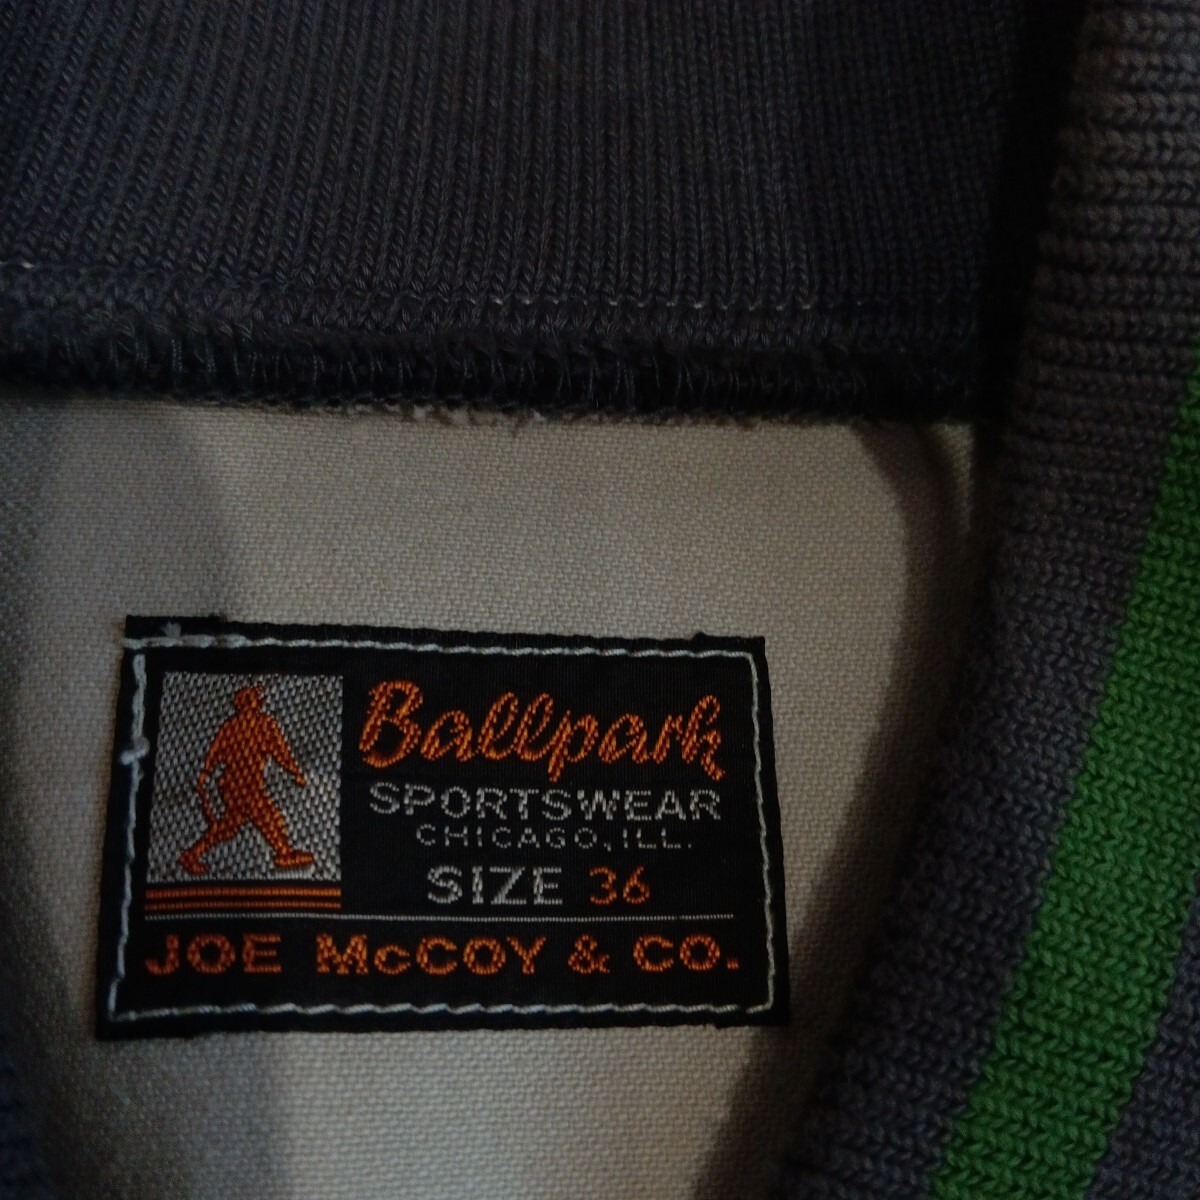 Ballpark
SPORTSWEAR
CHICAGO, ILL.
SIZE 36
JOE McCOY & CO.